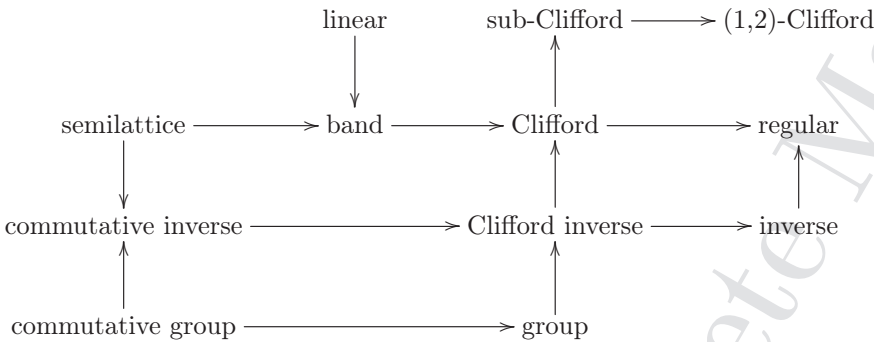 linear sub-Clifford (1,2)-Clifford
semilattice band Clifford regular
commutative inverse Clifford inverse inverse
commutative group group